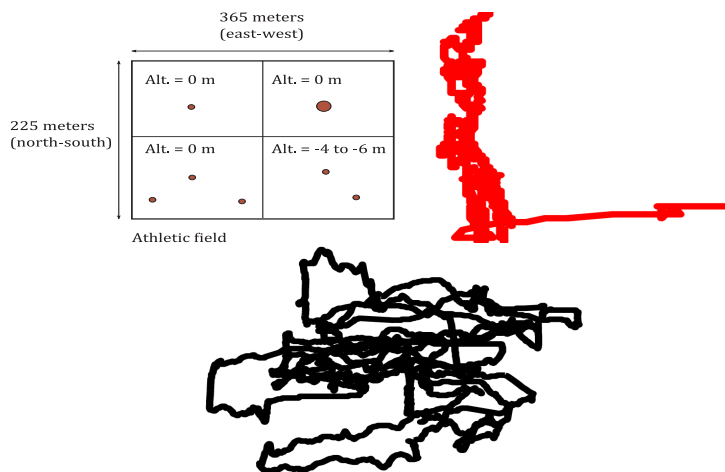 365 meters
(east-west)
225 meters
(north-south)
Alt. = 0 m
Alt. = 0 m
Alt. = 0 m
Alt. = -4 to -6 m
Athletic field